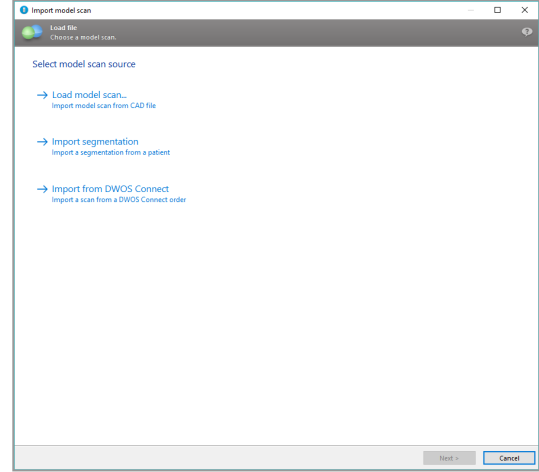 Import model scan
Load file
Choose a model scan.
Select model scan source
Load model scan...
Import model scan from CAD file
Import segmentation
Import a segmentation from a patient
Import from DWOS Connect
Import a scan from a DWOS Connect order
Next >
Cancel